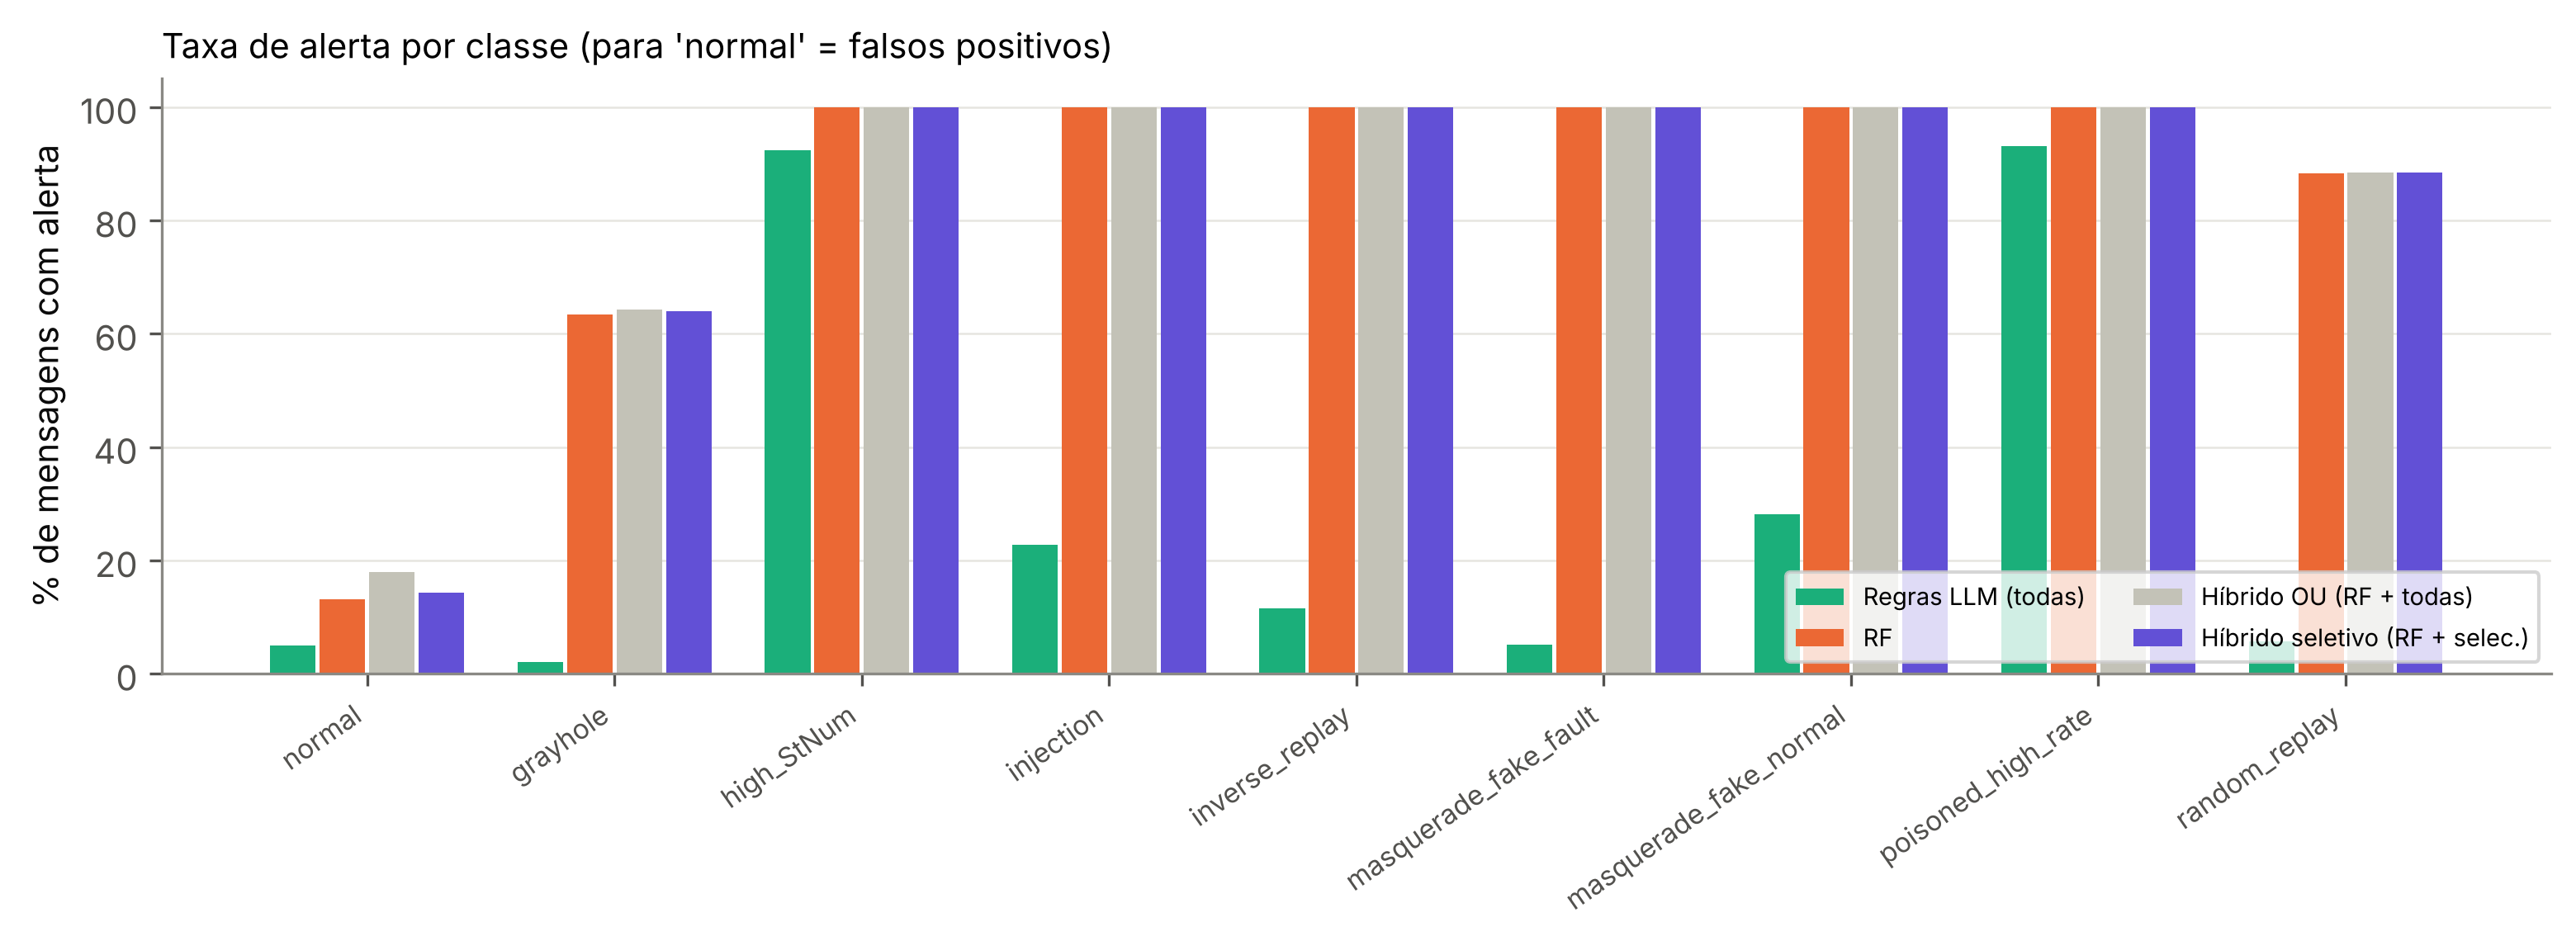 Taxa de alerta por classe (para 'normal' = falsos positivos)
% de mensagens com alerta
100
80
60
40
20
0
Regras LLM (todas)
RF
Híbrido OU (RF + todas)
Híbrido seletivo (RF + selec.)
normal
grayhole
high_StNum
injection
inverse_replay
masquerade_fake_fault
masquerade_fake_normal
poisoned_high_rate
random_replay